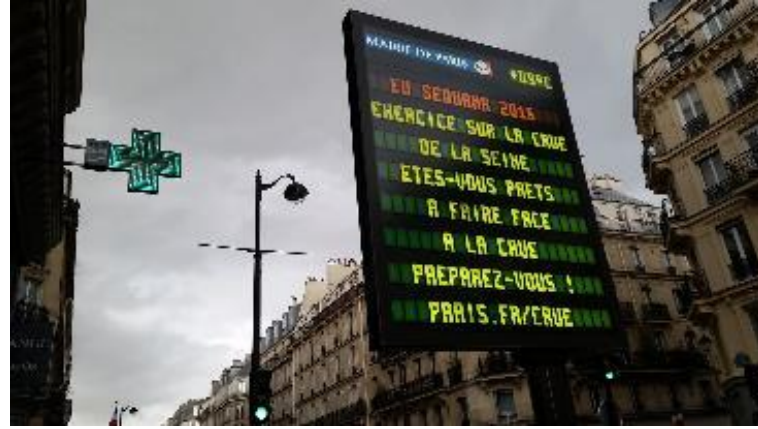 MAIRIE DE PARIS
+09°C
EU SEQUANA 2016
EXERCICE SUR LA CRUE
DE LA SEINE
ETES-VOUS PRETS
A FAIRE FACE
A LA CRUE
PREPAREZ-VOUS !
PARIS.FR/CRUE